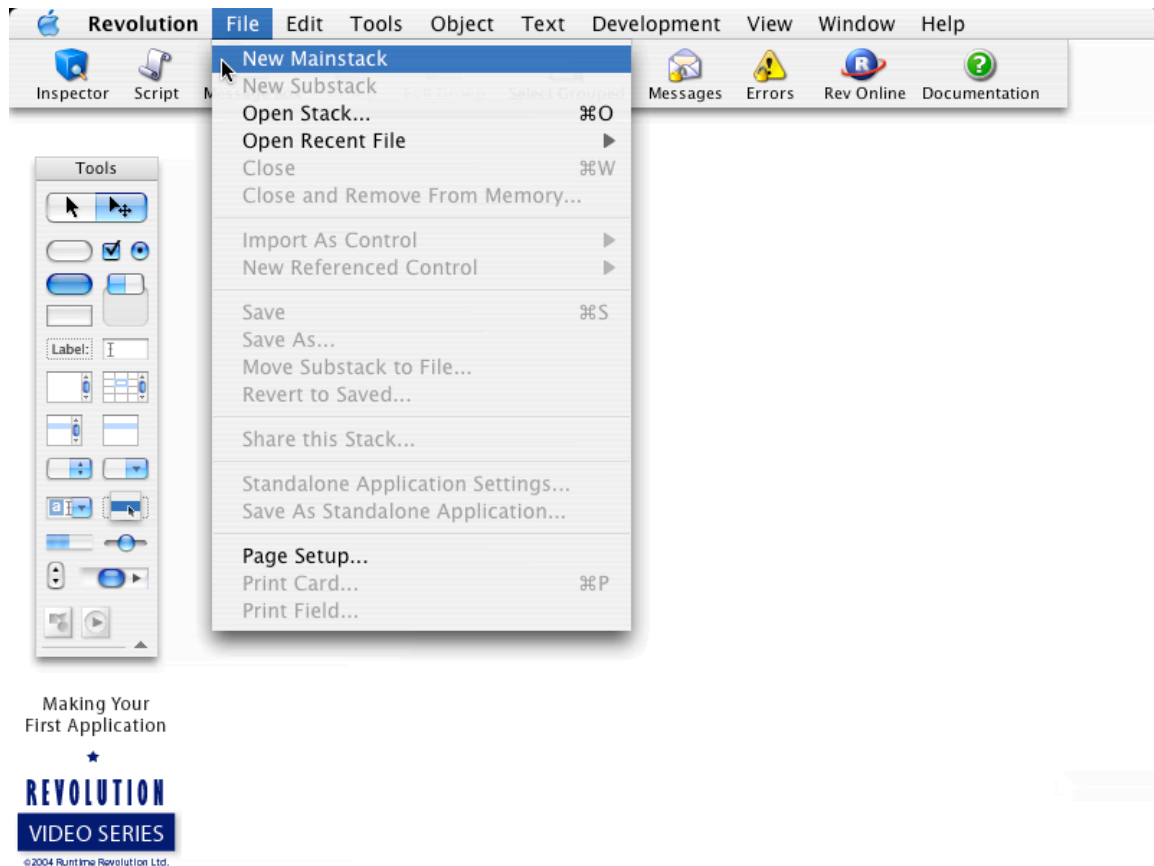 Revolution File Edit Tools Object Text Development View Window Help
Inspector Script Messages Errors Rev Online Documentation
New Mainstack
New Substack
Open Stack... ⌘O
Open Recent File
Close ⌘W
Close and Remove From Memory...
Import As Control
New Referenced Control
Save ⌘S
Save As...
Move Substack to File...
Revert to Saved...
Share this Stack...
Standalone Application Settings...
Save As Standalone Application...
Page Setup...
Print Card... ⌘P
Print Field...
Tools
Label:
Making Your
First Application
REVOLUTION
VIDEO SERIES
©2004 Runtime Revolution Ltd.